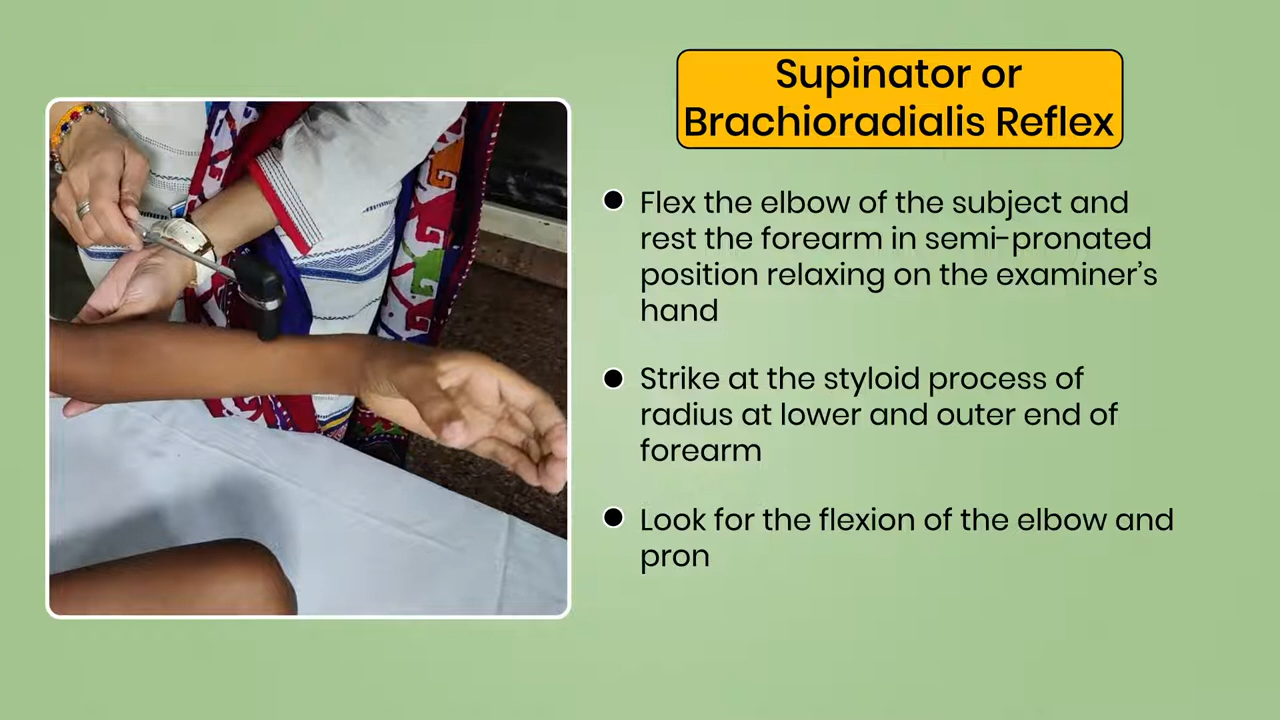 Supinator or
Brachioradialis Reflex
Flex the elbow of the subject and
rest the forearm in semi-pronated
position relaxing on the examiner's
hand
Strike at the styloid process of
radius at lower and outer end of
forearm
Look for the flexion of the elbow and
pron